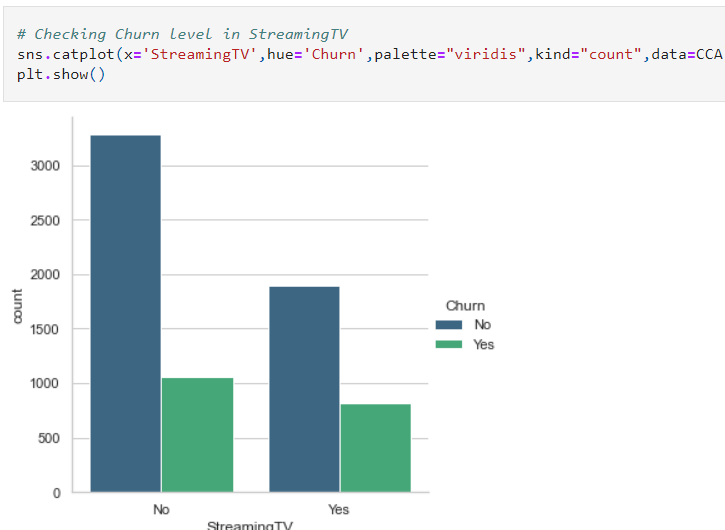 # Checking Churn level in StreamingTV
sns.catplot(x='StreamingTV',hue='Churn',palette="viridis",kind="count",data=CCA
plt.show()
3000
2500
2000
1500
1000
500
0
count
No
Yes
StreamingTV
Churn
No
Yes